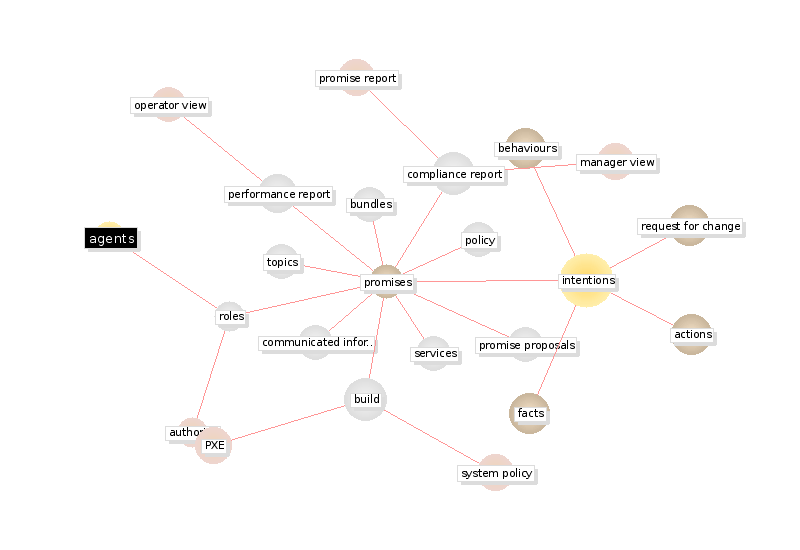 promise report
operator view
behaviours
manager view
compliance report
performance report
bundles
request for change
agents
policy
topics
promises
intentions
roles
communicated infor..
services
promise proposals
actions
build
facts
PXE
system policy